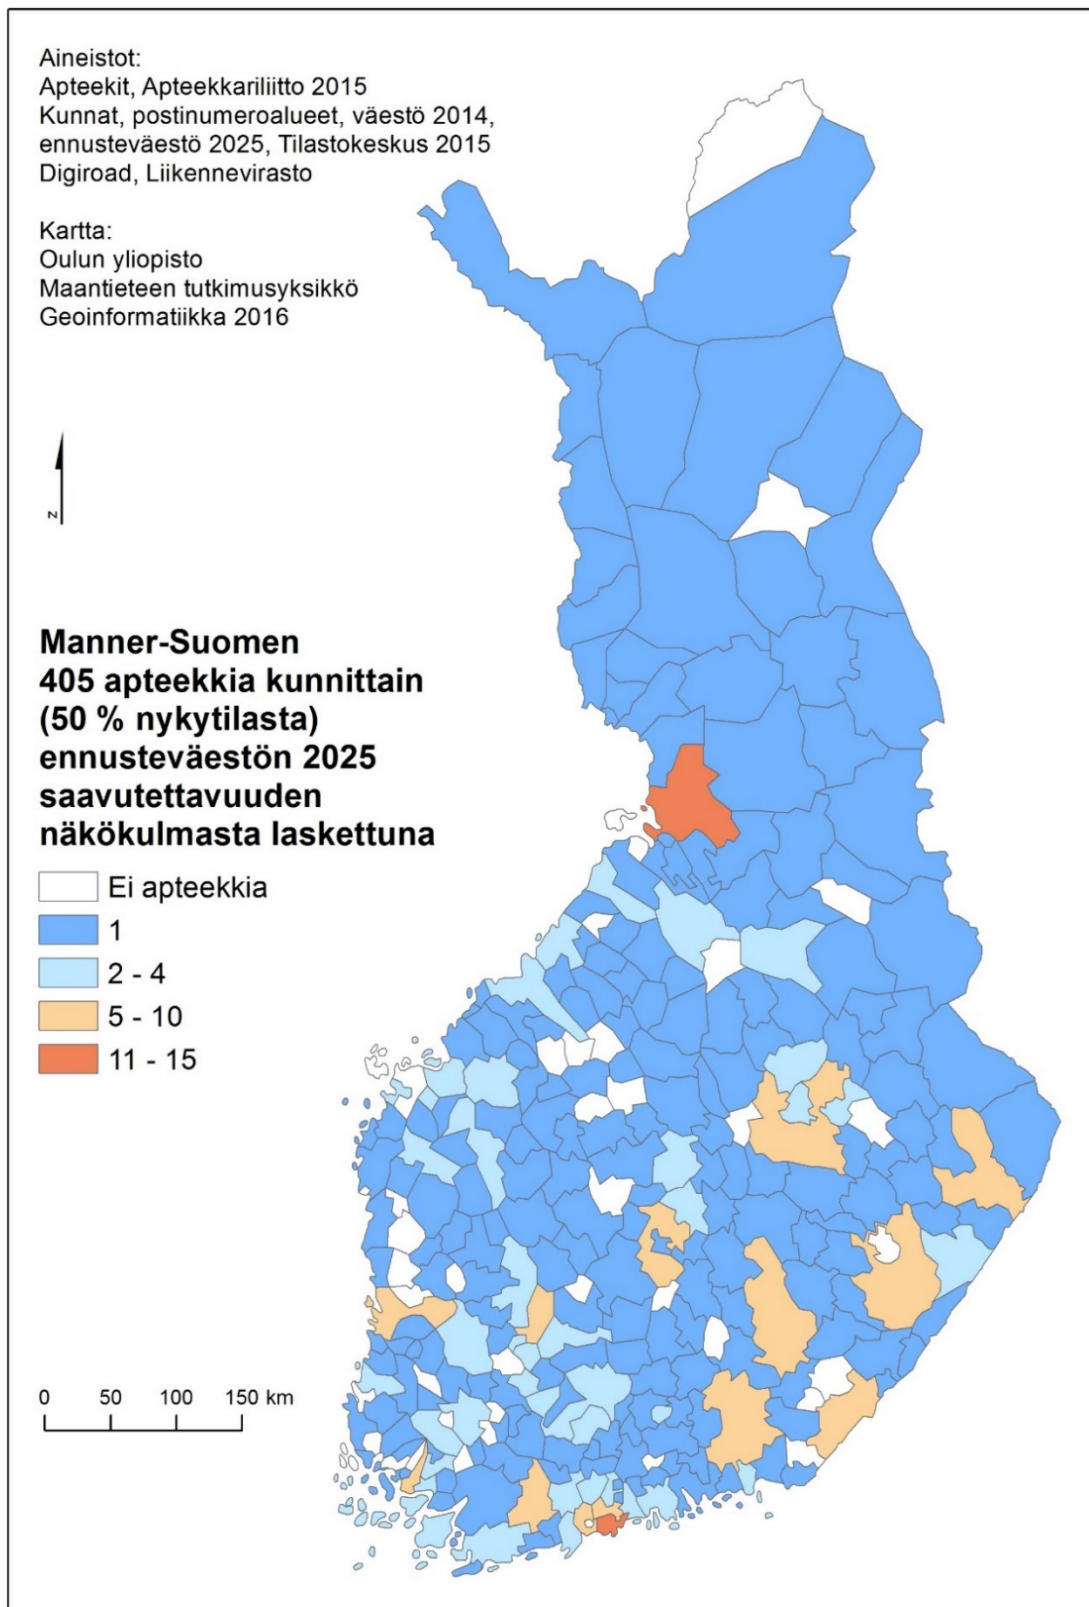 Aineistot:
Apteekit, Apteekkariliitto 2015
Kunnat, postinumeroalueet, väestö 2014,
ennusteväestö 2025, Tilastokeskus 2015
Digiroad, Liikennevirasto
Kartta:
Oulun yliopisto
Maantieteen tutkimusyksikkö
Geoinformatiikka 2016
N
Manner-Suomen
405 apteekkia kunnittain
(50 % nykytilasta)
ennusteväestön 2025
saavutettavuuden
näkökulmasta laskettuna
Ei apteekkia
1
2 - 4
5 - 10
11 - 15
0 50 100 150 km